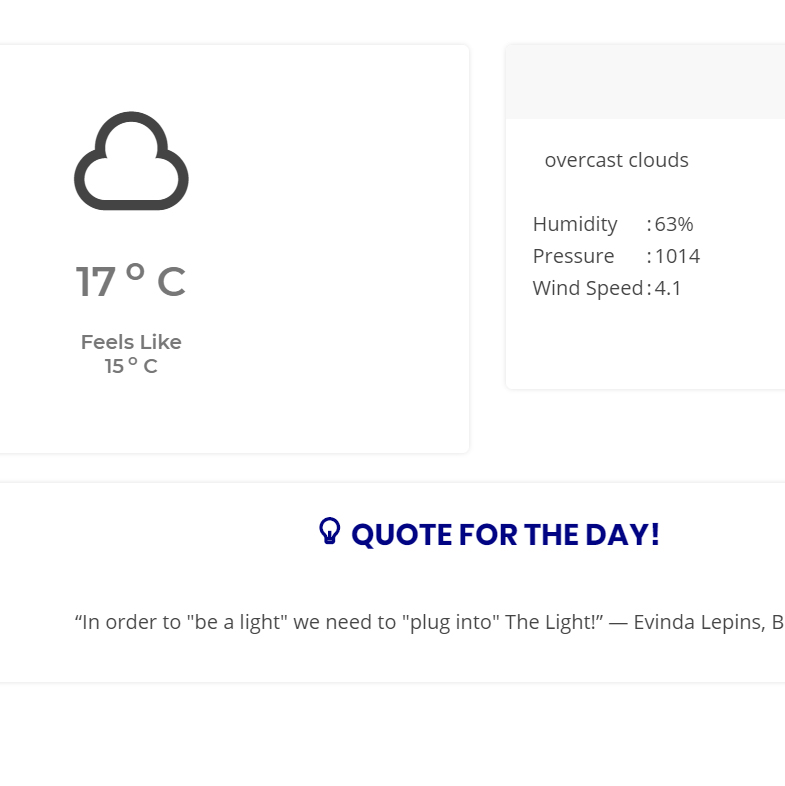 17 o C
Feels Like
15 o C
overcast clouds
Humidity : 63%
Pressure : 1014
Wind Speed : 4.1
QUOTE FOR THE DAY!
“In order to "be a light" we need to "plug into" The Light!” — Evinda Lepins, B